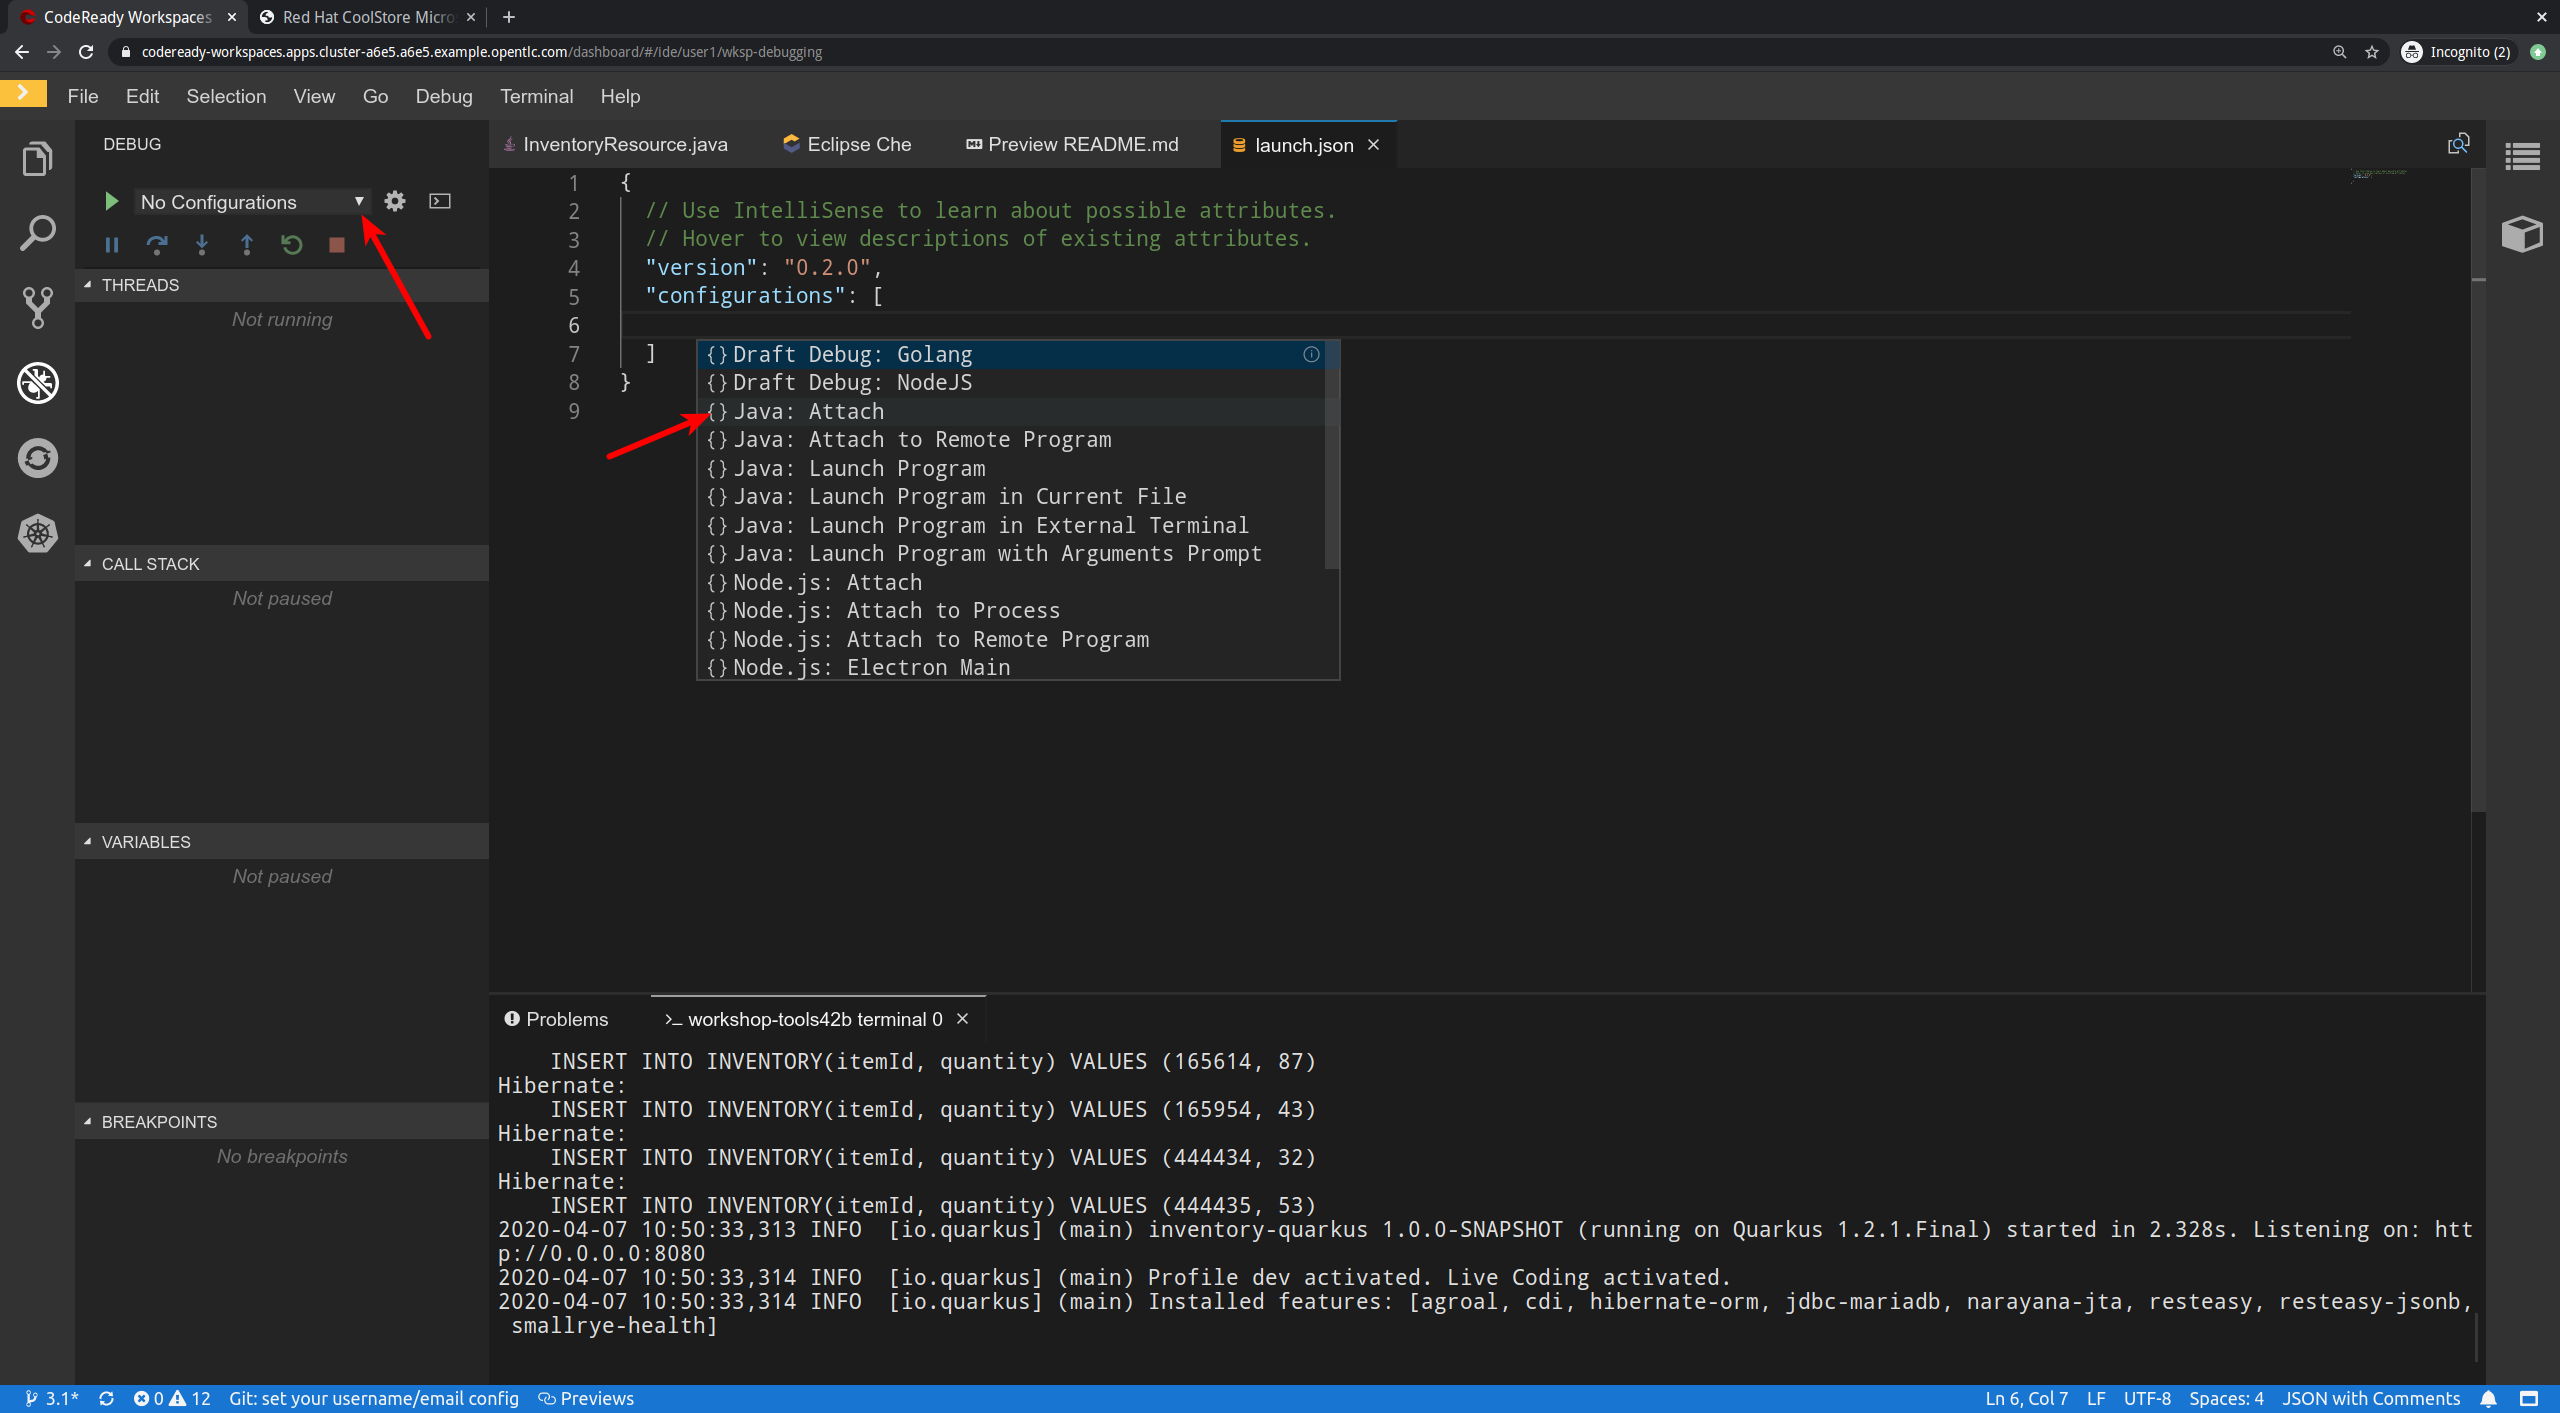 CodeReady Workspaces
Red Hat CoolStore Micro
codeready-workspaces.apps.cluster-a6e5.a6e5.example.opentlc.com/dashboard/#/ide/user1/wksp-debugging
Incognito (2)
File Edit Selection View Go Debug Terminal Help
DEBUG
No Configurations
THREADS
Not running
CALL STACK
Not paused
VARIABLES
Not paused
BREAKPOINTS
No breakpoints
InventoryResource.java
Eclipse Che
Preview README.md
launch.json
1 {
2 // Use IntelliSense to learn about possible attributes.
3 // Hover to view descriptions of existing attributes.
4 "version": "0.2.0",
5 "configurations": [
6
7 ]
8 }
9
{} Draft Debug: Golang
{} Draft Debug: NodeJS
{} Java: Attach
{} Java: Attach to Remote Program
{} Java: Launch Program
{} Java: Launch Program in Current File
{} Java: Launch Program in External Terminal
{} Java: Launch Program with Arguments Prompt
{} Node.js: Attach
{} Node.js: Attach to Process
{} Node.js: Attach to Remote Program
{} Node.js: Electron Main
Problems
>_ workshop-tools42b terminal 0
INSERT INTO INVENTORY(itemId, quantity) VALUES (165614, 87)
Hibernate:
INSERT INTO INVENTORY(itemId, quantity) VALUES (165954, 43)
Hibernate:
INSERT INTO INVENTORY(itemId, quantity) VALUES (444434, 32)
Hibernate:
INSERT INTO INVENTORY(itemId, quantity) VALUES (444435, 53)
2020-04-07 10:50:33,313 INFO [io.quarkus] (main) inventory-quarkus 1.0.0-SNAPSHOT (running on Quarkus 1.2.1.Final) started in 2.328s. Listening on: htt
p://0.0.0.0:8080
2020-04-07 10:50:33,314 INFO [io.quarkus] (main) Profile dev activated. Live Coding activated.
2020-04-07 10:50:33,314 INFO [io.quarkus] (main) Installed features: [agroal, cdi, hibernate-orm, jdbc-mariadb, narayana-jta, resteasy, resteasy-jsonb,
smallrye-health]
3.1* 0 12 Git: set your username/email config Previews
Ln 6, Col 7 LF UTF-8 Spaces: 4 JSON with Comments